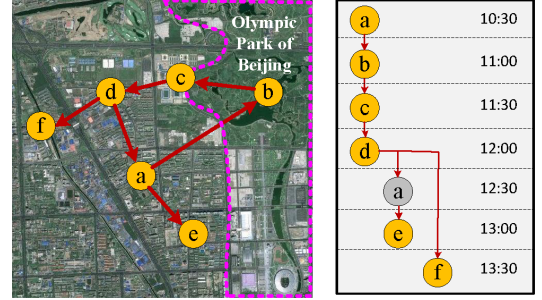 Olympic
Park of
Beijing
c
d
b
f
a
e
a 10:30
b 11:00
c 11:30
d 12:00
a 12:30
e 13:00
f 13:30